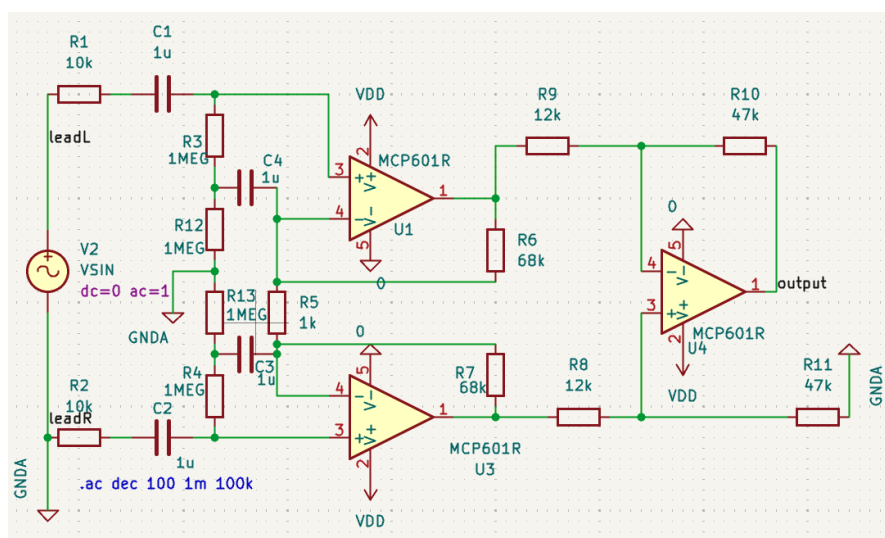 R1
10k
C1
1u
leadL
R3
1MEG
C4
1u
R12
1MEG
VDD
2
MCP601R
3
+
V+
1
4
−
V-
U1
5
0
R9
12k
R10
47k
R6
68k
V2
VSIN
dc=0 ac=1
+
GNDA
R13
1MEG
R5
1k
0
5
4
−
V-
3
+
V+
1
output
MCP601R
U4
2
VDD
C3
1u
R4
1MEG
0
5
4
−
V-
3
+
V+
1
2
VDD
R7
68k
R8
12k
R11
47k
GNDA
R2
10k
leadR
C2
1u
MCP601R
U3
GNDA
.ac dec 100 1m 100k